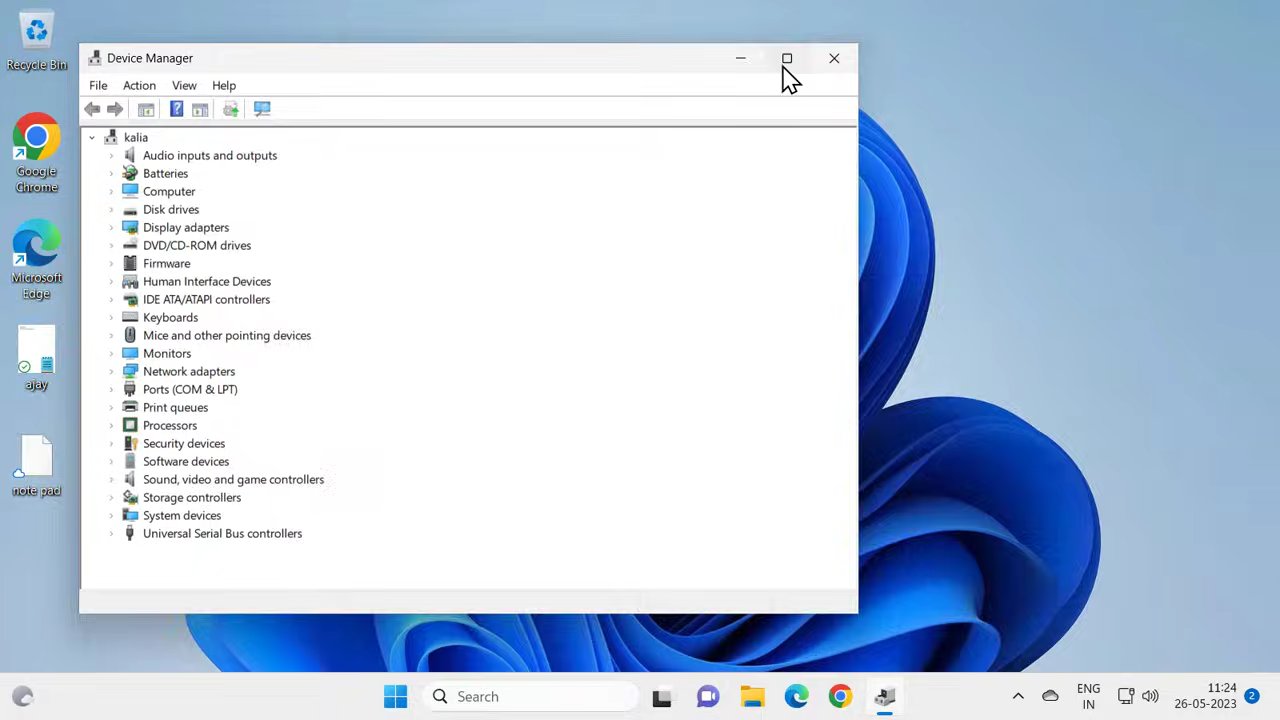 Recycle Bin
Google
Chrome
Microsoft
Edge
ajay
note pad
Device Manager
File Action View Help
kalia
Audio inputs and outputs
Batteries
Computer
Disk drives
Display adapters
DVD/CD-ROM drives
Firmware
Human Interface Devices
IDE ATA/ATAPI controllers
Keyboards
Mice and other pointing devices
Monitors
Network adapters
Ports (COM & LPT)
Print queues
Processors
Security devices
Software devices
Sound, video and game controllers
Storage controllers
System devices
Universal Serial Bus controllers
Search
ENG
IN
11:24
26-05-2023
2